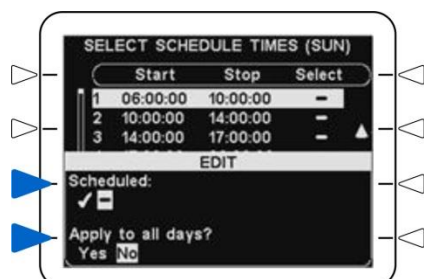 SELECT SCHEDULE TIMES (SUN)
Start Stop Select
1 06:00:00 10:00:00 –
2 10:00:00 14:00:00 –
3 14:00:00 17:00:00 –
EDIT
Scheduled:
✓ –
Apply to all days?
Yes No